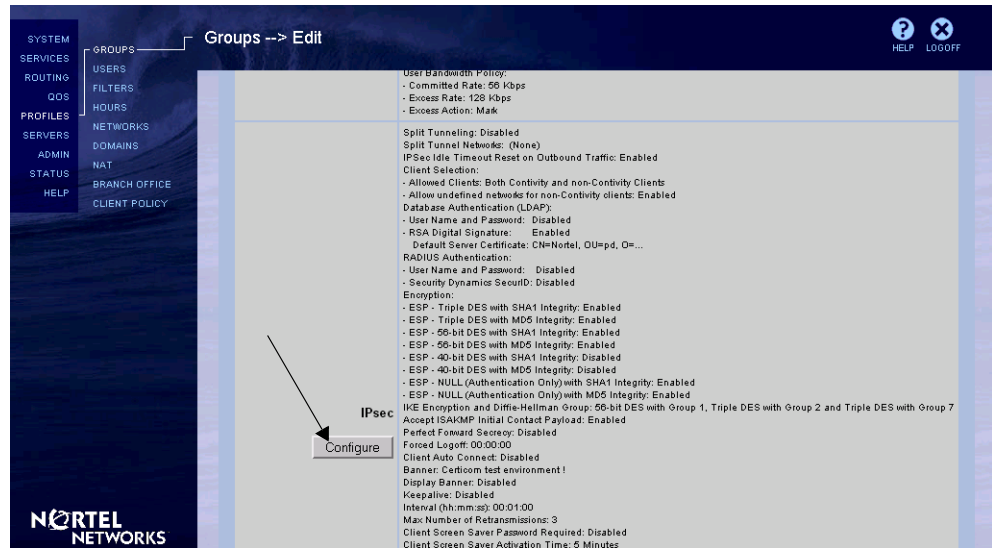 SYSTEM
SERVICES
ROUTING
QOS
PROFILES
SERVERS
ADMIN
STATUS
HELP
GROUPS
USERS
FILTERS
HOURS
NETWORKS
DOMAINS
NAT
BRANCH OFFICE
CLIENT POLICY
Groups --> Edit
? HELP
X LOGOFF
User Bandwidth Policy:
- Committed Rate: 56 Kbps
- Excess Rate: 128 Kbps
- Excess Action: Mark
Split Tunneling: Disabled
Split Tunnel Networks: (None)
IPSec Idle Timeout Reset on Outbound Traffic: Enabled
Client Selection:
- Allowed Clients: Both Contivity and non-Contivity Clients
- Allow undefined networks for non-Contivity clients: Enabled
Database Authentication (LDAP):
- User Name and Password: Disabled
- RSA Digital Signature: Enabled
Default Server Certificate: CN=Nortel, OU=pd, O=...
RADIUS Authentication:
- User Name and Password: Disabled
- Security Dynamics SecurID: Disabled
Encryption:
- ESP - Triple DES with SHA1 Integrity: Enabled
- ESP - Triple DES with MD5 Integrity: Enabled
- ESP - 56-bit DES with SHA1 Integrity: Enabled
- ESP - 56-bit DES with MD5 Integrity: Enabled
- ESP - 40-bit DES with SHA1 Integrity: Disabled
- ESP - 40-bit DES with MD5 Integrity: Disabled
- ESP - NULL (Authentication Only) with SHA1 Integrity: Enabled
- ESP - NULL (Authentication Only) with MD5 Integrity: Enabled
IPsec
IKE Encryption and Diffie-Hellman Group: 56-bit DES with Group 1, Triple DES with Group 2 and Triple DES with Group 7
Accept ISAKMP Initial Contact Payload: Enabled
Perfect Forward Secrecy: Disabled
Configure
Forced Logoff: 00:00:00
Client Auto Connect: Disabled
Banner: Certicom test environment !
Display Banner: Disabled
Keepalive: Disabled
Interval (hh:mm:ss): 00:01:00
Max Number of Retransmissions: 3
Client Screen Saver Password Required: Disabled
Client Screen Saver Activation Time: 5 Minutes
NORTEL
NETWORKS